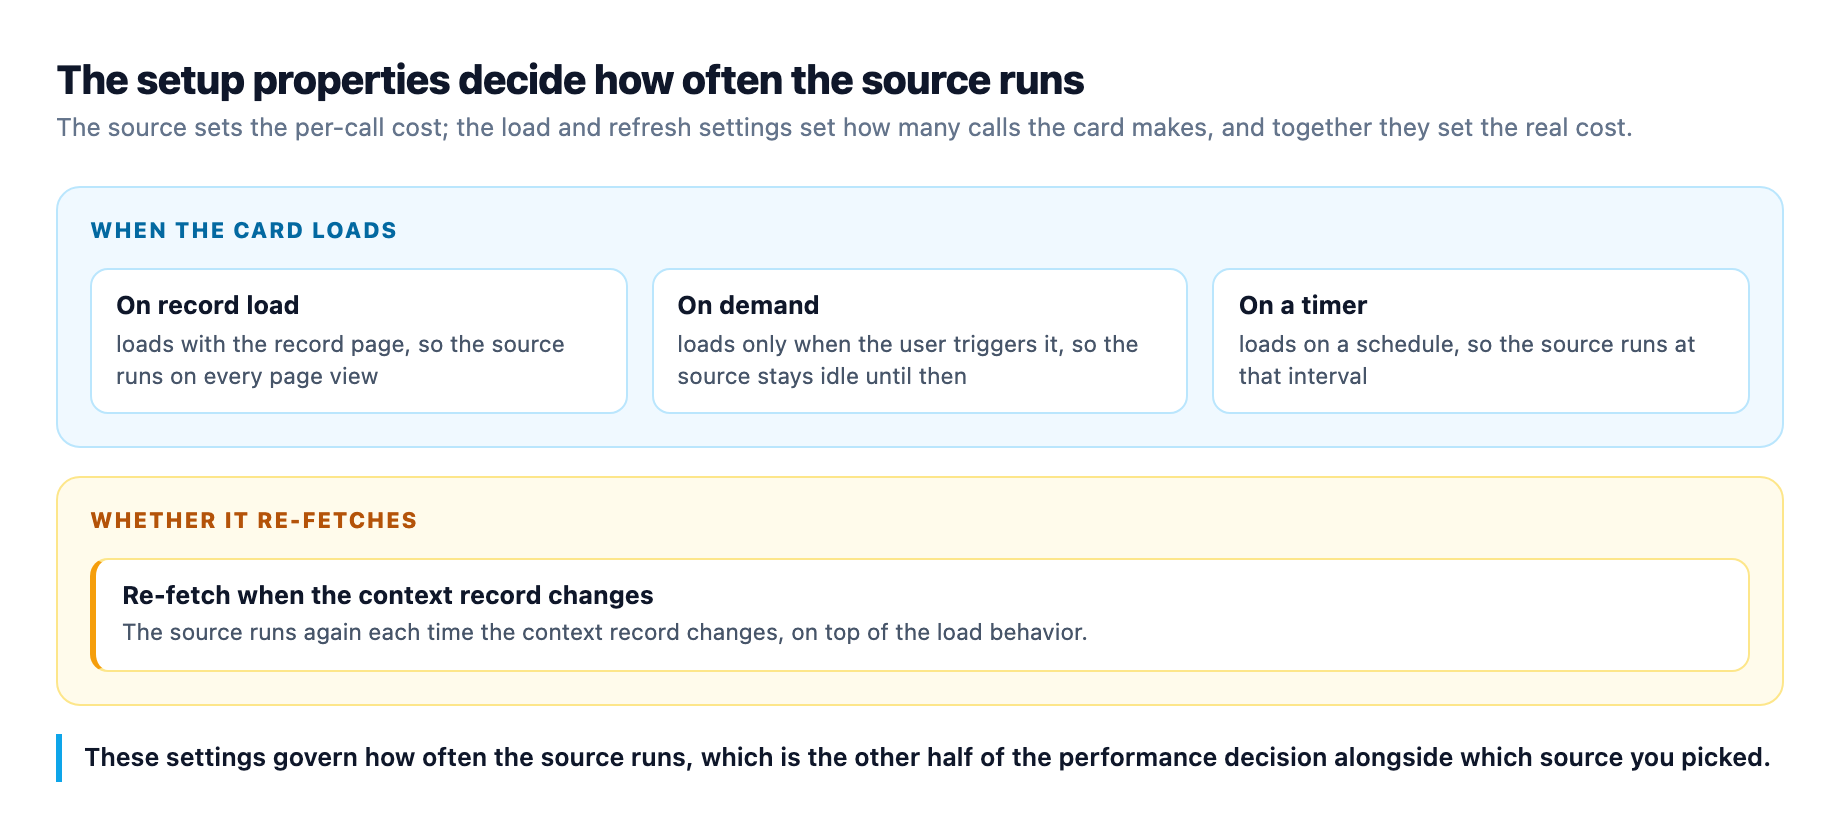 The setup properties decide how often the source runs
The source sets the per-call cost; the load and refresh settings set how many calls the card makes, and together they set the real cost.
WHEN THE CARD LOADS
On record load
loads with the record page, so the source
runs on every page view
On demand
loads only when the user triggers it, so the
source stays idle until then
On a timer
loads on a schedule, so the source runs at
that interval
WHETHER IT RE-FETCHES
Re-fetch when the context record changes
The source runs again each time the context record changes, on top of the load behavior.
These settings govern how often the source runs, which is the other half of the performance decision alongside which source you picked.